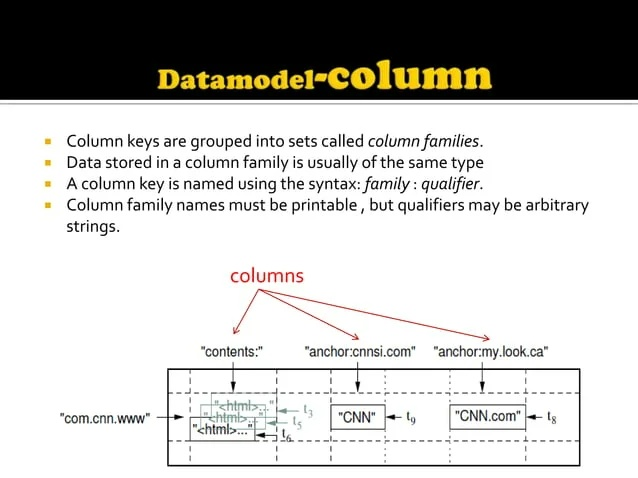 Datamodel-column
Column keys are grouped into sets called column families.
Data stored in a column family is usually of the same type
A column key is named using the syntax: family : qualifier.
Column family names must be printable , but qualifiers may be arbitrary
strings.
columns
"contents:" "anchor:cnnsi.com" "anchor:my.look.ca"
"<html>..." t3
"com.cnn.www" "<html>..." t5 "CNN" t9 "CNN.com" t8
"<html>..." t6